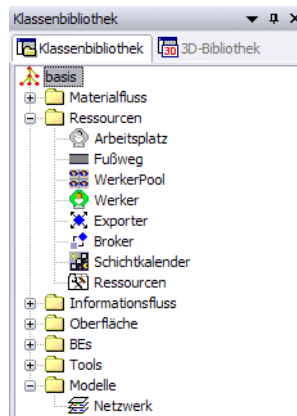 Klassenbibliothek
Klassenbibliothek 3D-Bibliothek
basis
Materialfluss
Ressourcen
Arbeitsplatz
Fußweg
WerkerPool
Werker
Exporter
Broker
Schichtkalender
Ressourcen
Informationsfluss
Oberfläche
BEs
Tools
Modelle
Netzwerk